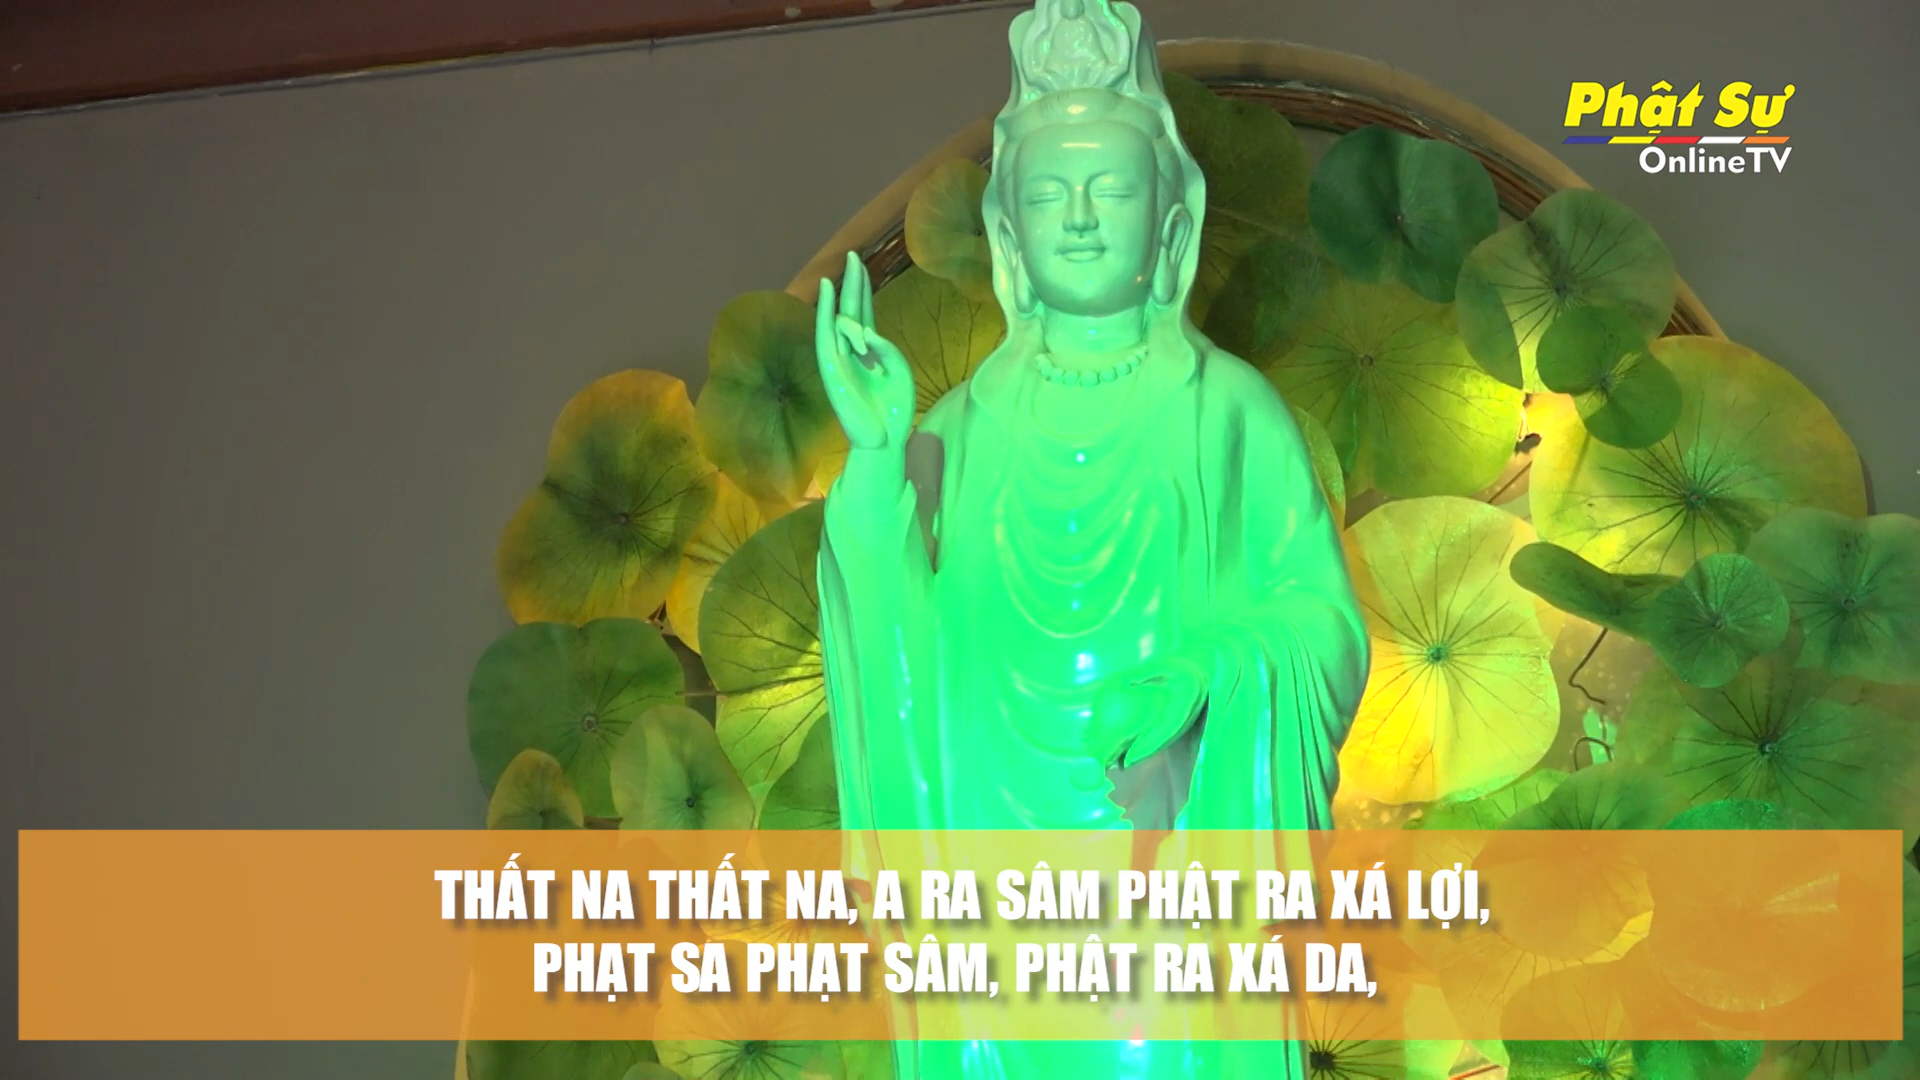 Phật Sự
OnlineTV
THẤT NA THẤT NA, A RA SÂM PHẬT RA XÁ LỢI,
PHẠT SA PHẠT SÂM, PHẬT RA XÁ DA,